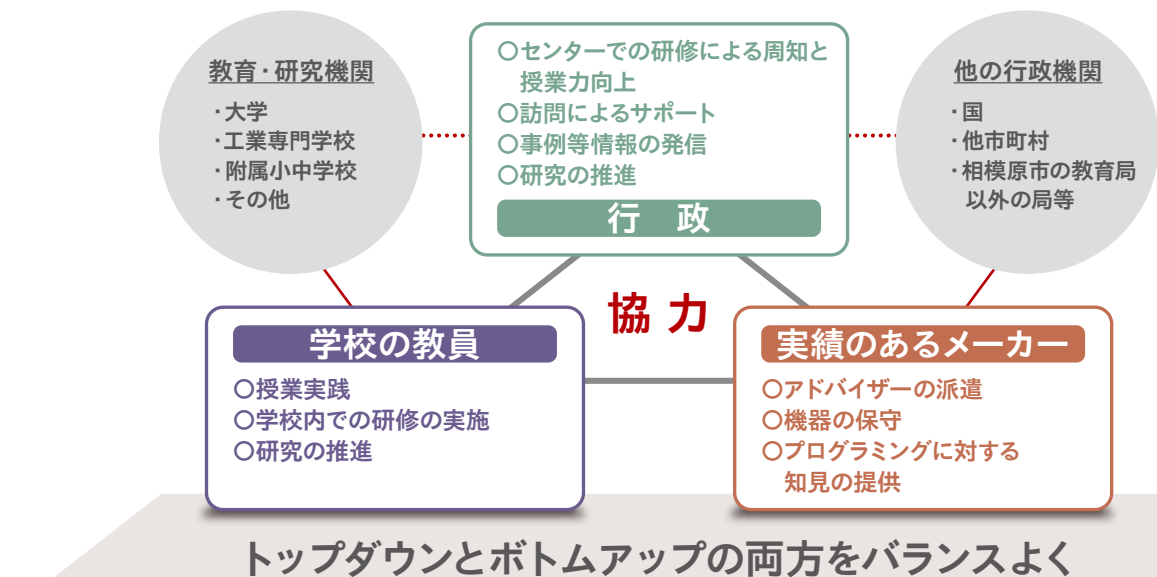 教育・研究機関
・大学
・工業専門学校
・附属小中学校
・その他
〇センターでの研修による周知と
授業力向上
〇訪問によるサポート
〇事例等情報の発信
〇研究の推進
行　政
他の行政機関
・国
・他市町村
・相模原市の教育局
以外の局等
協 力
学校の教員
〇授業実践
〇学校内での研修の実施
〇研究の推進
実績のあるメーカー
〇アドバイザーの派遣
〇機器の保守
〇プログラミングに対する
知見の提供
トップダウンとボトムアップの両方をバランスよく